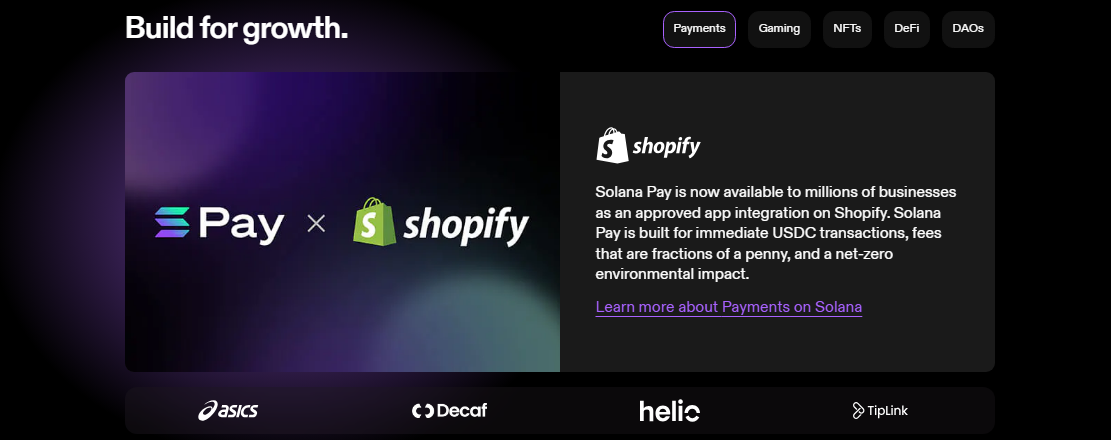 Build for growth.
Payments
Gaming
NFTs
DeFi
DAOs
Pay × shopify
shopify
Solana Pay is now available to millions of businesses
as an approved app integration on Shopify. Solana
Pay is built for immediate USDC transactions, fees
that are fractions of a penny, and a net-zero
environmental impact.
Learn more about Payments on Solana
asics
Decaf
helio
TipLink